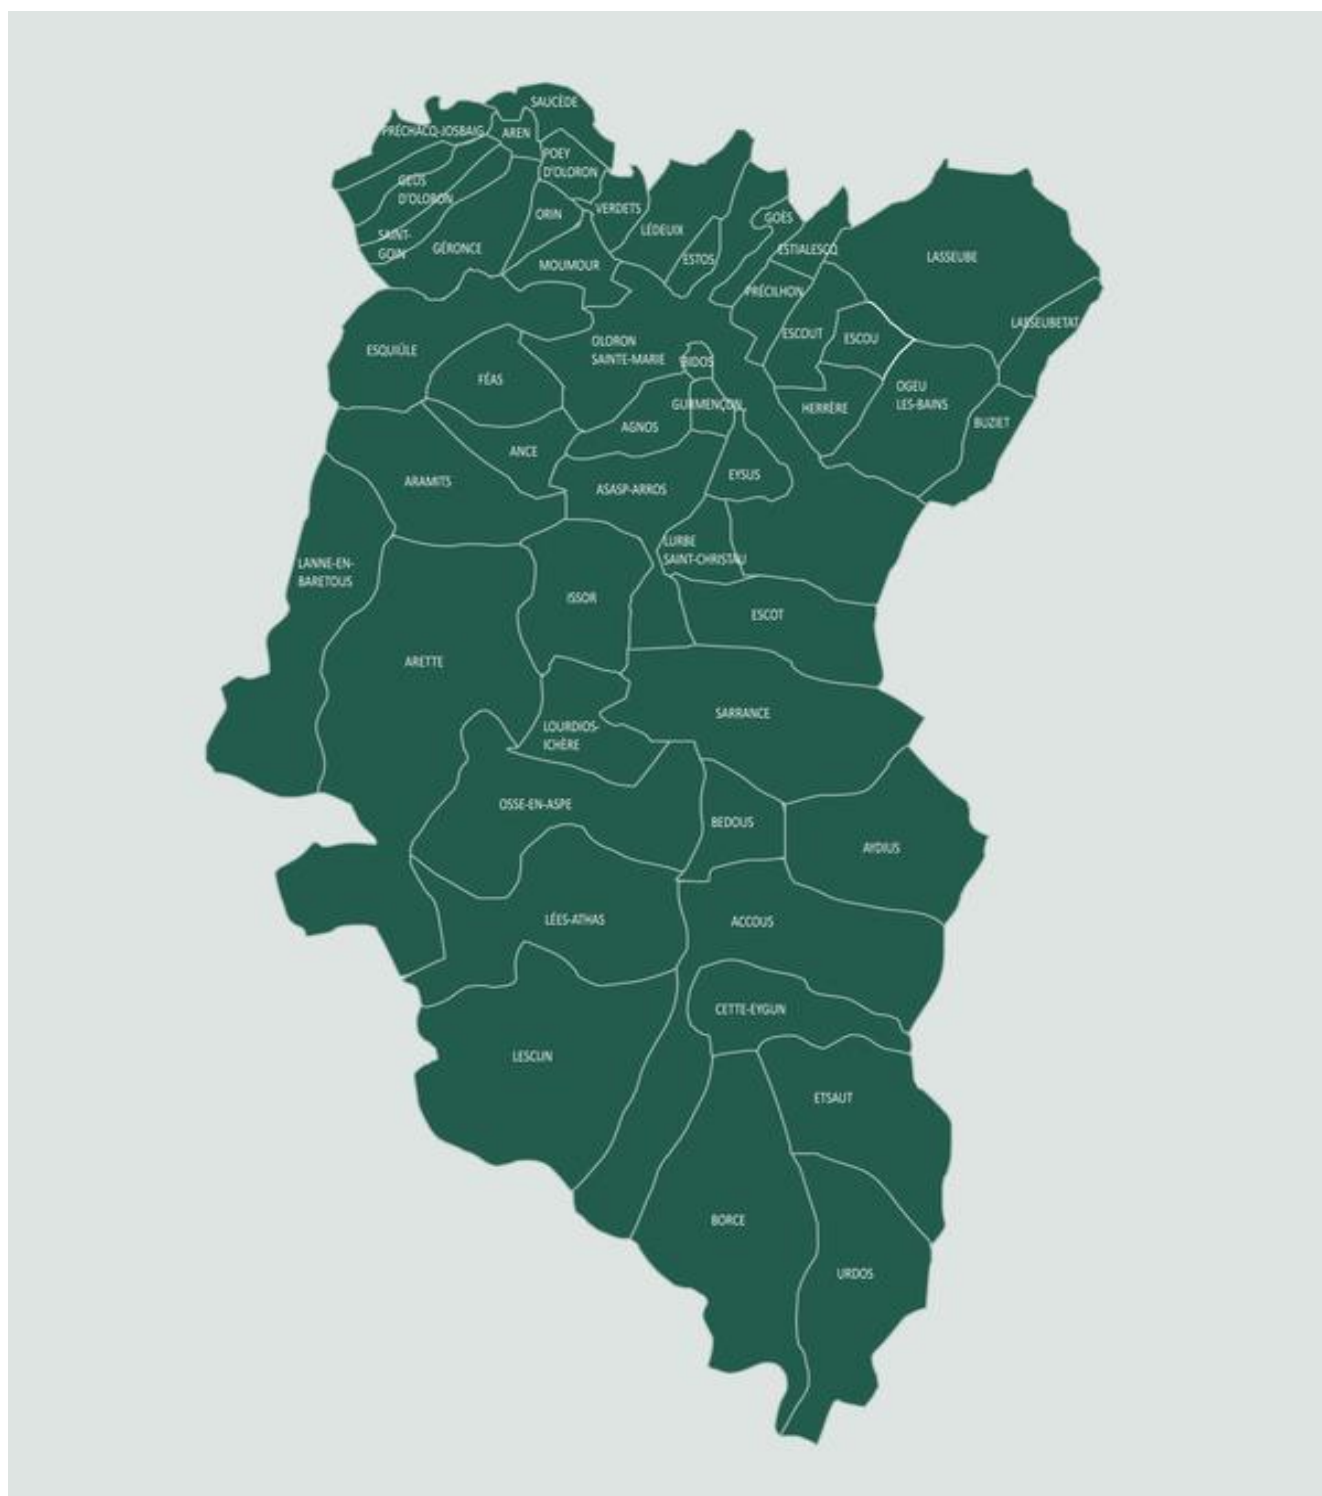 SAUCÈDE
PRÉCHACQ-JOSBAIG
AREN
POEY
D'OLORON
GEÜS
D'OLORON
VERDETS
ORIN
GOÈS
LÉDEUIX
SAINT-
GOIN
GÉRONCE
ESTIALESCQ
LASSEUBE
ESTOS
MOUMOUR
PRÉCILHON
LASSEUBETAT
ESCOUT
ESCOU
OLORON
SAINTE-MARIE
ESQUIÜLE
BIDOS
FÉAS
OGEU
LES-BAINS
GURMENÇON
HERRÈRE
BUZIET
AGNOS
ANCE
EYSUS
ARAMITS
ASASP-ARROS
LURBE
SAINT-CHRISTAU
LANNE-EN-
BARETOUS
ISSOR
ESCOT
ARETTE
SARRANCE
LOURDIOS-
ICHÈRE
OSSE-EN-ASPE
BEDOUS
AYDIUS
LÉES-ATHAS
ACCOUS
CETTE-EYGUN
LESCUN
ETSAUT
BORCE
URDOS